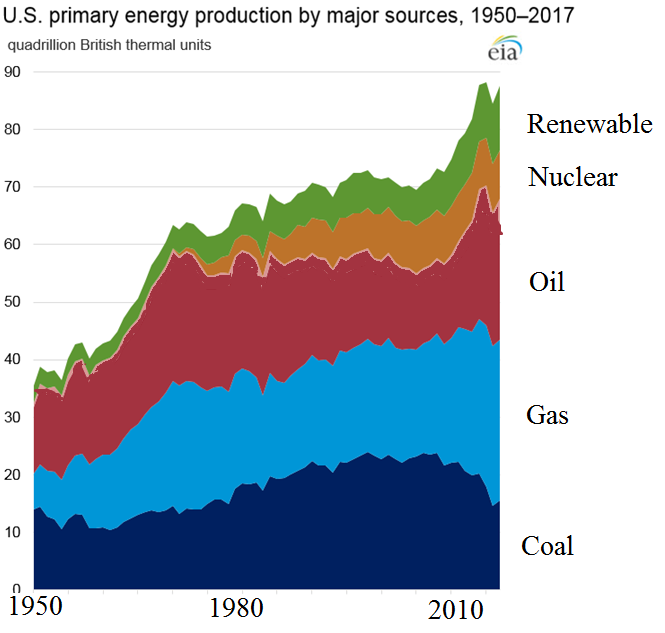 U.S. primary energy production by major sources, 1950–2017
quadrillion British thermal units
eia
90
80
70
60
50
40
30
20
10
0
Renewable
Nuclear
Oil
Gas
Coal
1950 1980 2010